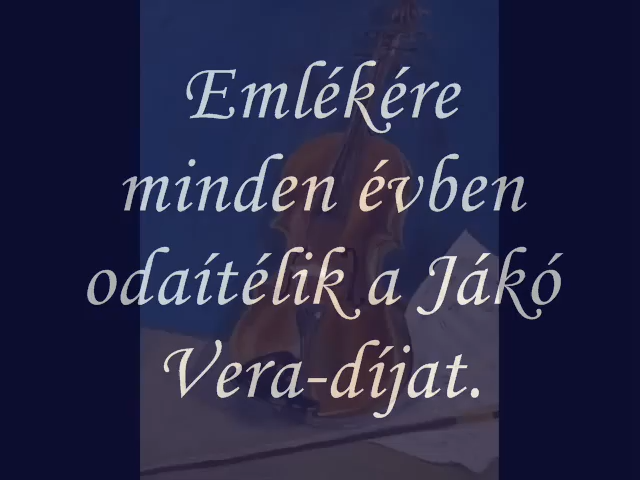 Emlékére
minden évben
odaítélik a Jákó
Vera-díjat.